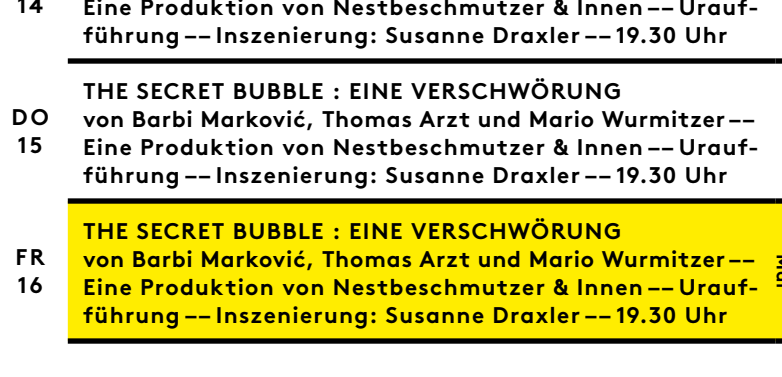 14
Eine Produktion von Nestbeschmutzer & Innen –– Urauf-
führung –– Inszenierung: Susanne Draxler –– 19.30 Uhr
DO
15
THE SECRET BUBBLE : EINE VERSCHWÖRUNG
von Barbi Marković, Thomas Arzt und Mario Wurmitzer ––
Eine Produktion von Nestbeschmutzer & Innen –– Urauf-
führung –– Inszenierung: Susanne Draxler –– 19.30 Uhr
FR
16
THE SECRET BUBBLE : EINE VERSCHWÖRUNG
von Barbi Marković, Thomas Arzt und Mario Wurmitzer ––
Eine Produktion von Nestbeschmutzer & Innen –– Urauf-
führung –– Inszenierung: Susanne Draxler –– 19.30 Uhr